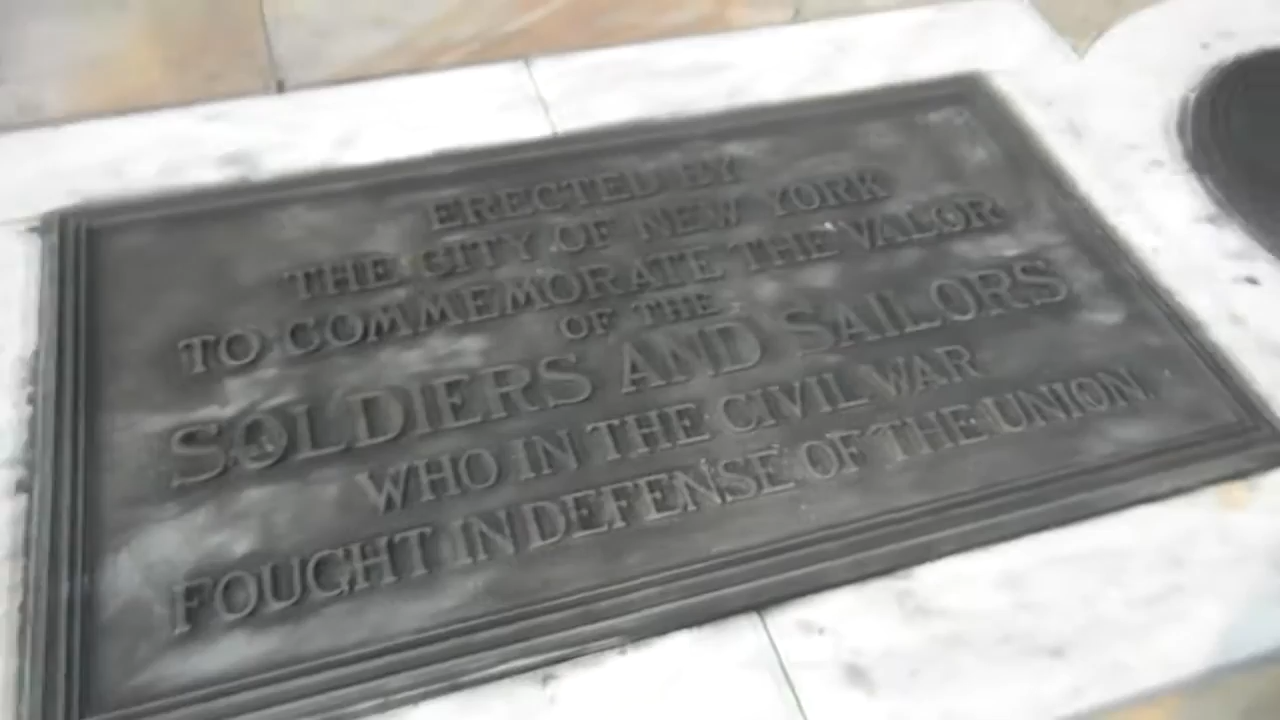 ERECTED BY
THE CITY OF NEW YORK
TO COMMEMORATE THE VALOR
OF THE
SOLDIERS AND SAILORS
WHO IN THE CIVIL WAR
FOUGHT IN DEFENSE OF THE UNION.